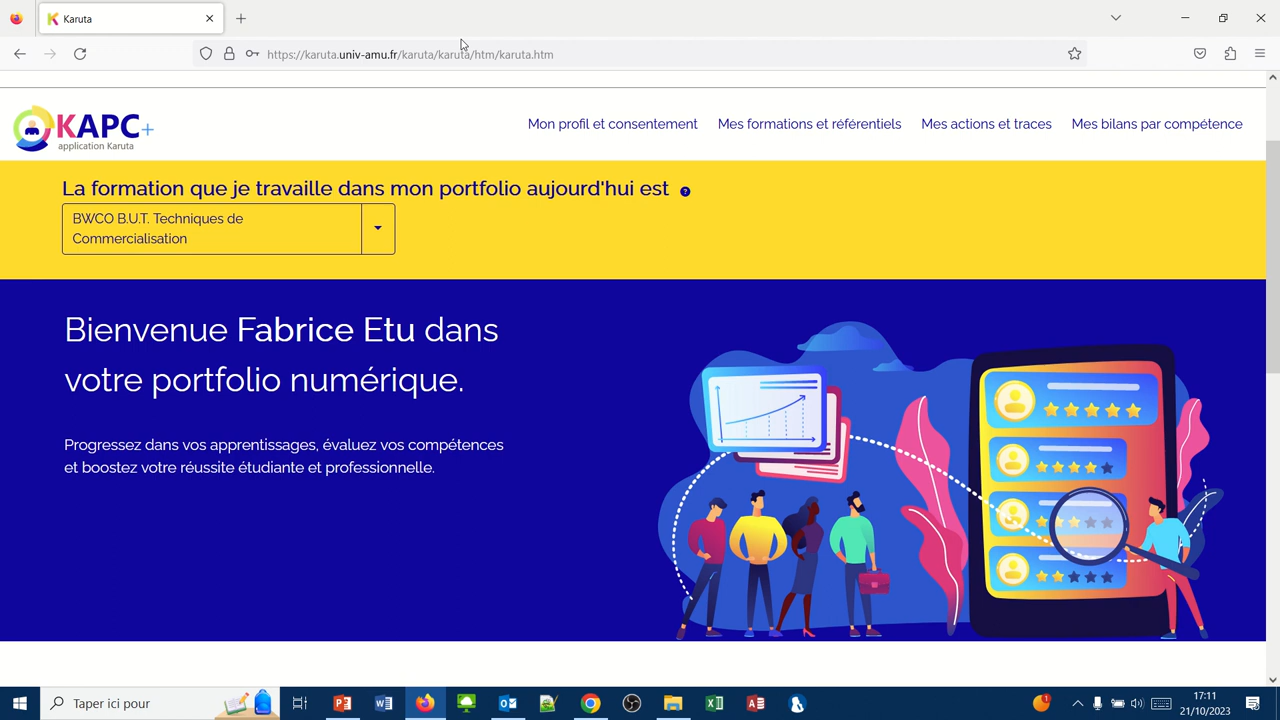 Karuta
https://karuta.univ-amu.fr/karuta/karuta/htm/karuta.htm
KAPC+
application Karuta
Mon profil et consentement
Mes formations et référentiels
Mes actions et traces
Mes bilans par compétence
La formation que je travaille dans mon portfolio aujourd'hui est ?
BWCO B.U.T. Techniques de
Commercialisation
Bienvenue Fabrice Etu dans
votre portfolio numérique.
Progressez dans vos apprentissages, évaluez vos compétences
et boostez votre réussite étudiante et professionnelle.
Taper ici pour
17:11
21/10/2023